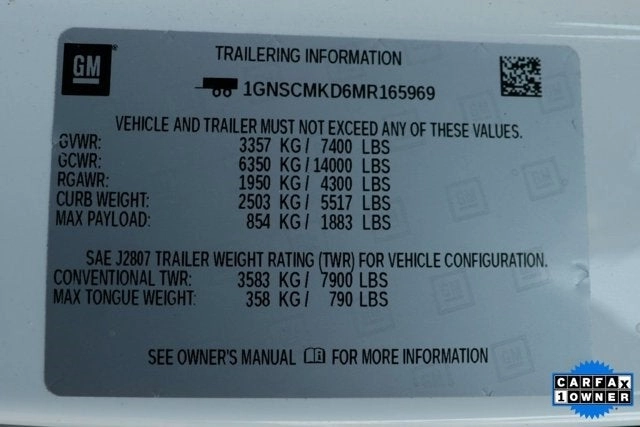 GM
TRAILERING INFORMATION
1GNSCMKD6MR165969
VEHICLE AND TRAILER MUST NOT EXCEED ANY OF THESE VALUES.
GVWR: 3357 KG / 7400 LBS
GCWR: 6350 KG / 14000 LBS
RGAWR: 1950 KG / 4300 LBS
CURB WEIGHT: 2503 KG / 5517 LBS
MAX PAYLOAD: 854 KG / 1883 LBS
SAE J2807 TRAILER WEIGHT RATING (TWR) FOR VEHICLE CONFIGURATION.
CONVENTIONAL TWR: 3583 KG / 7900 LBS
MAX TONGUE WEIGHT: 358 KG / 790 LBS
SEE OWNER'S MANUAL FOR MORE INFORMATION
CARFAX
1 OWNER